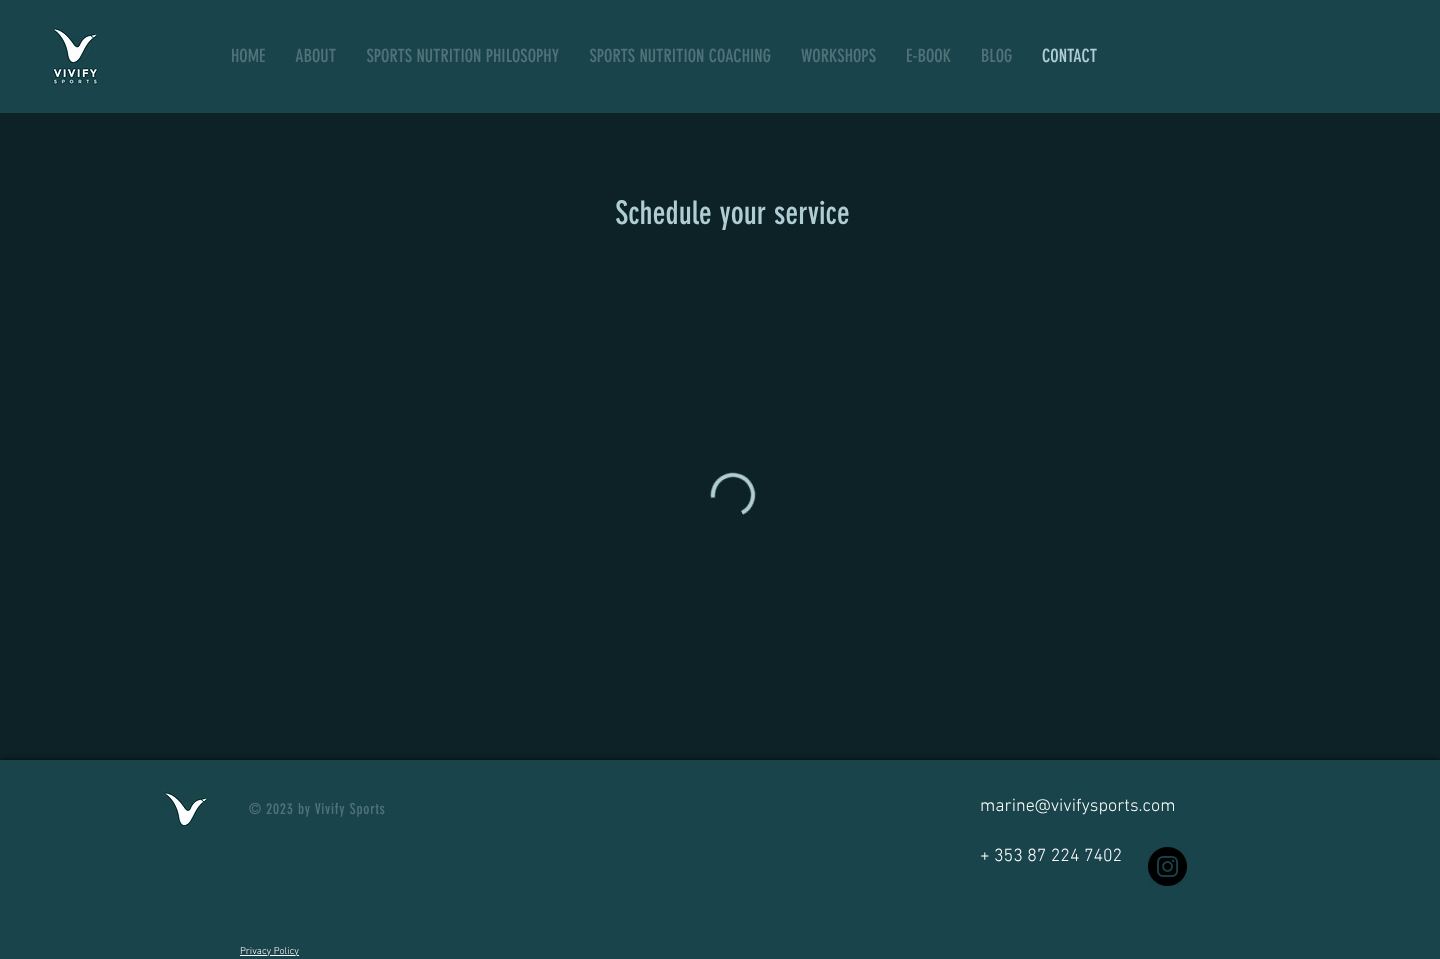 VIVIFY
SPORTS
HOME ABOUT SPORTS NUTRITION PHILOSOPHY SPORTS NUTRITION COACHING WORKSHOPS E-BOOK BLOG CONTACT
Schedule your service
© 2023 by Vivify Sports
marine@vivifysports.com
+ 353 87 224 7402
Privacy Policy